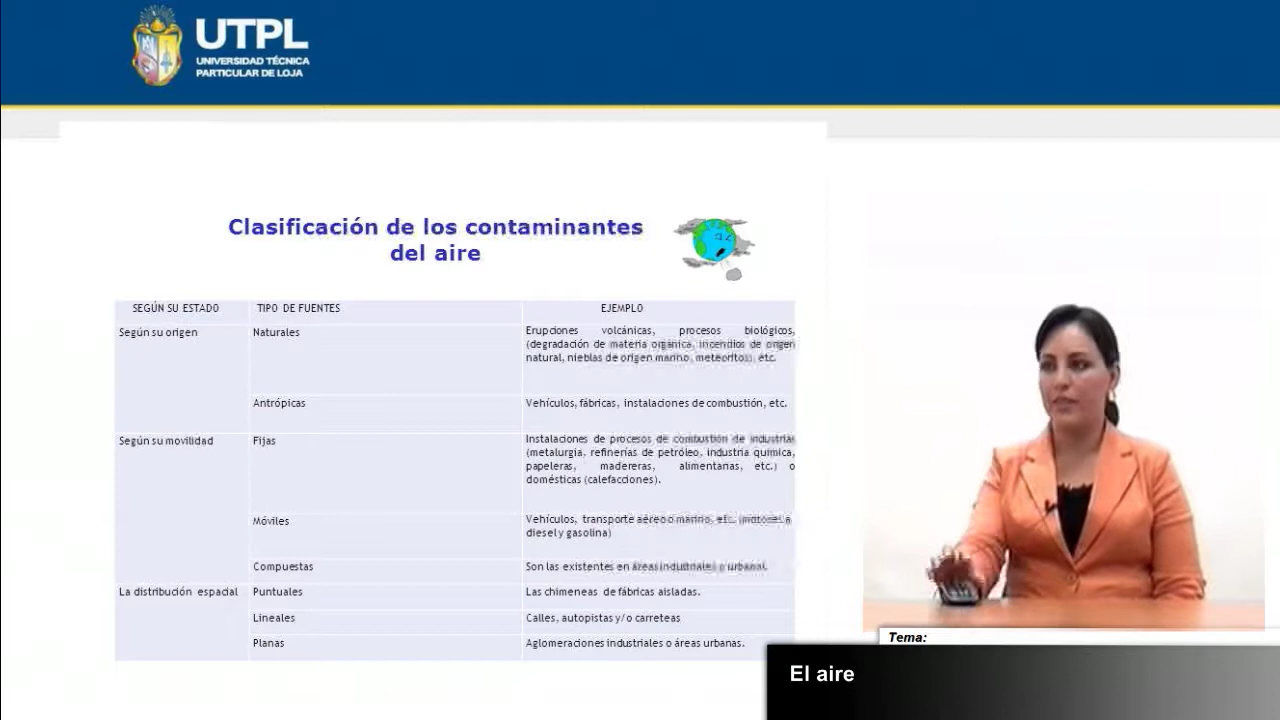 UTPL
UNIVERSIDAD TÉCNICA
PARTICULAR DE LOJA
Clasificación de los contaminantes
del aire
SEGÚN SU ESTADO TIPO DE FUENTES EJEMPLO
Según su origen Naturales Erupciones volcánicas, procesos biológicos,
(degradación de materia orgánica, incendios de origen
natural, nieblas de origen marino, meteoritos, etc.
Antrópicas Vehículos, fábricas, instalaciones de combustión, etc.
Según su movilidad Fijas Instalaciones de procesos de combustión de industrias
(metalurgia, refinerías de petróleo, industria química,
papeleras, madereras, alimentarias, etc.) o
domésticas (calefacciones).
Móviles Vehículos, transporte aéreo o marino, etc. (motores a
diesel y gasolina)
Compuestas Son las existentes en áreas industriales o urbanas.
La distribución espacial Puntuales Las chimeneas de fábricas aisladas.
Lineales Calles, autopistas y/o carreteas
Planas Aglomeraciones industriales o áreas urbanas.
Tema:
El aire